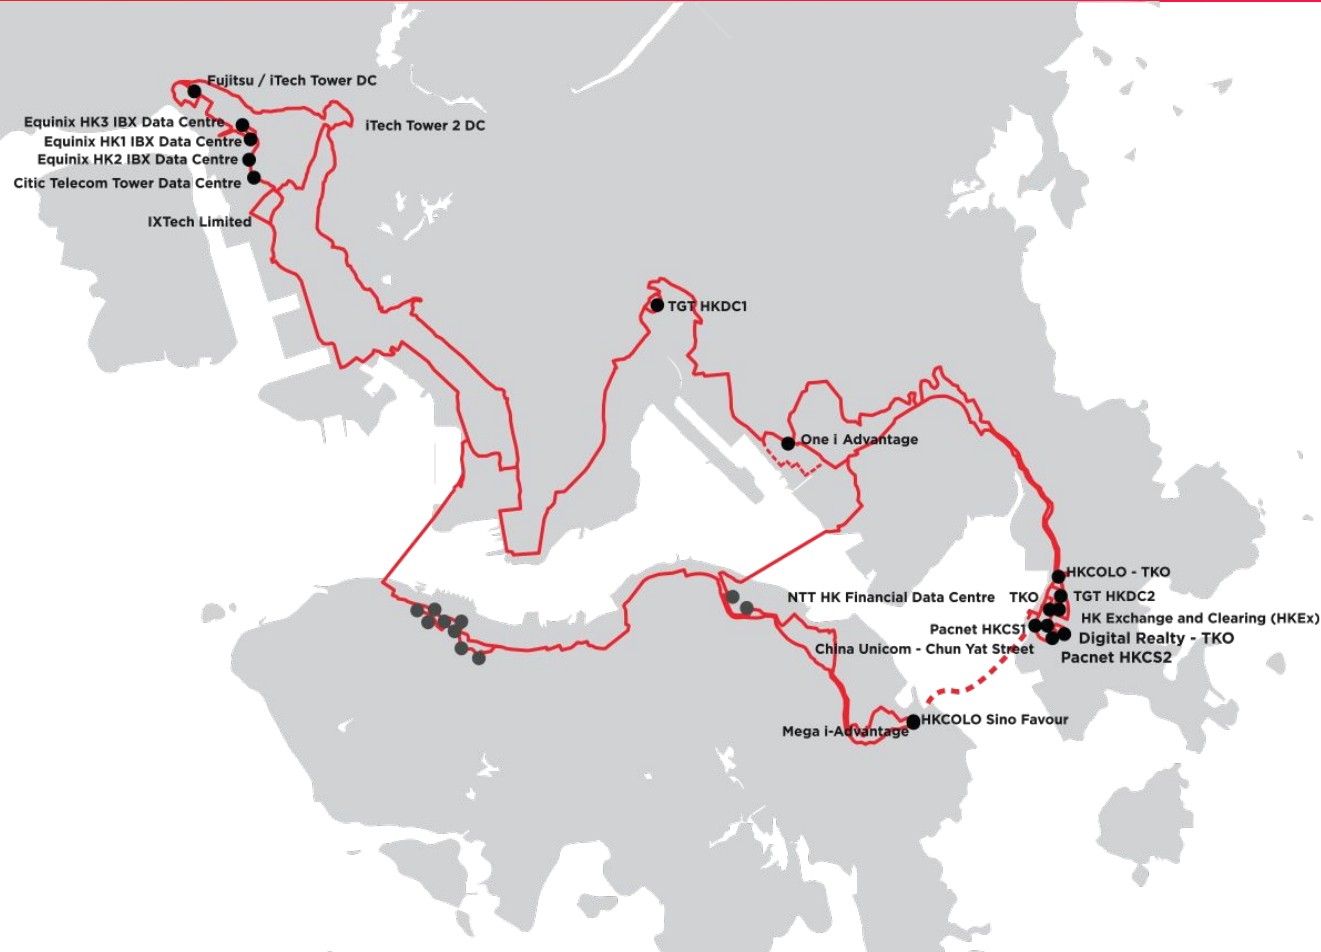 Fujitsu / iTech Tower DC
Equinix HK3 IBX Data Centre
iTech Tower 2 DC
Equinix HK1 IBX Data Centre
Equinix HK2 IBX Data Centre
Citic Telecom Tower Data Centre
IXTech Limited
TGT HKDC1
One i Advantage
HKCOLO - TKO
NTT HK Financial Data Centre TKO
TGT HKDC2
HK Exchange and Clearing (HKEx)
Pacnet HKCS1
Digital Realty - TKO
China Unicom - Chun Yat Street
Pacnet HKCS2
HKCOLO Sino Favour
Mega i-Advantage